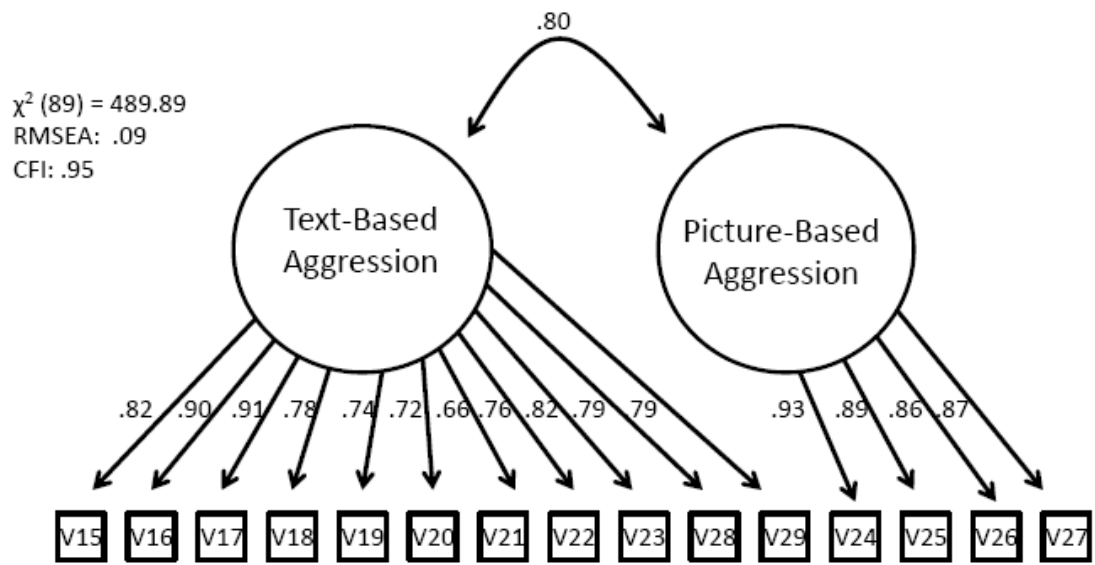 .80
χ² (89) = 489.89
RMSEA: .09
CFI: .95
Text-Based
Aggression
Picture-Based
Aggression
.82 .90 .91 .78 .74 .72 .66 .76 .82 .79 .79 .93 .89 .86 .87
V15 V16 V17 V18 V19 V20 V21 V22 V23 V28 V29 V24 V25 V26 V27